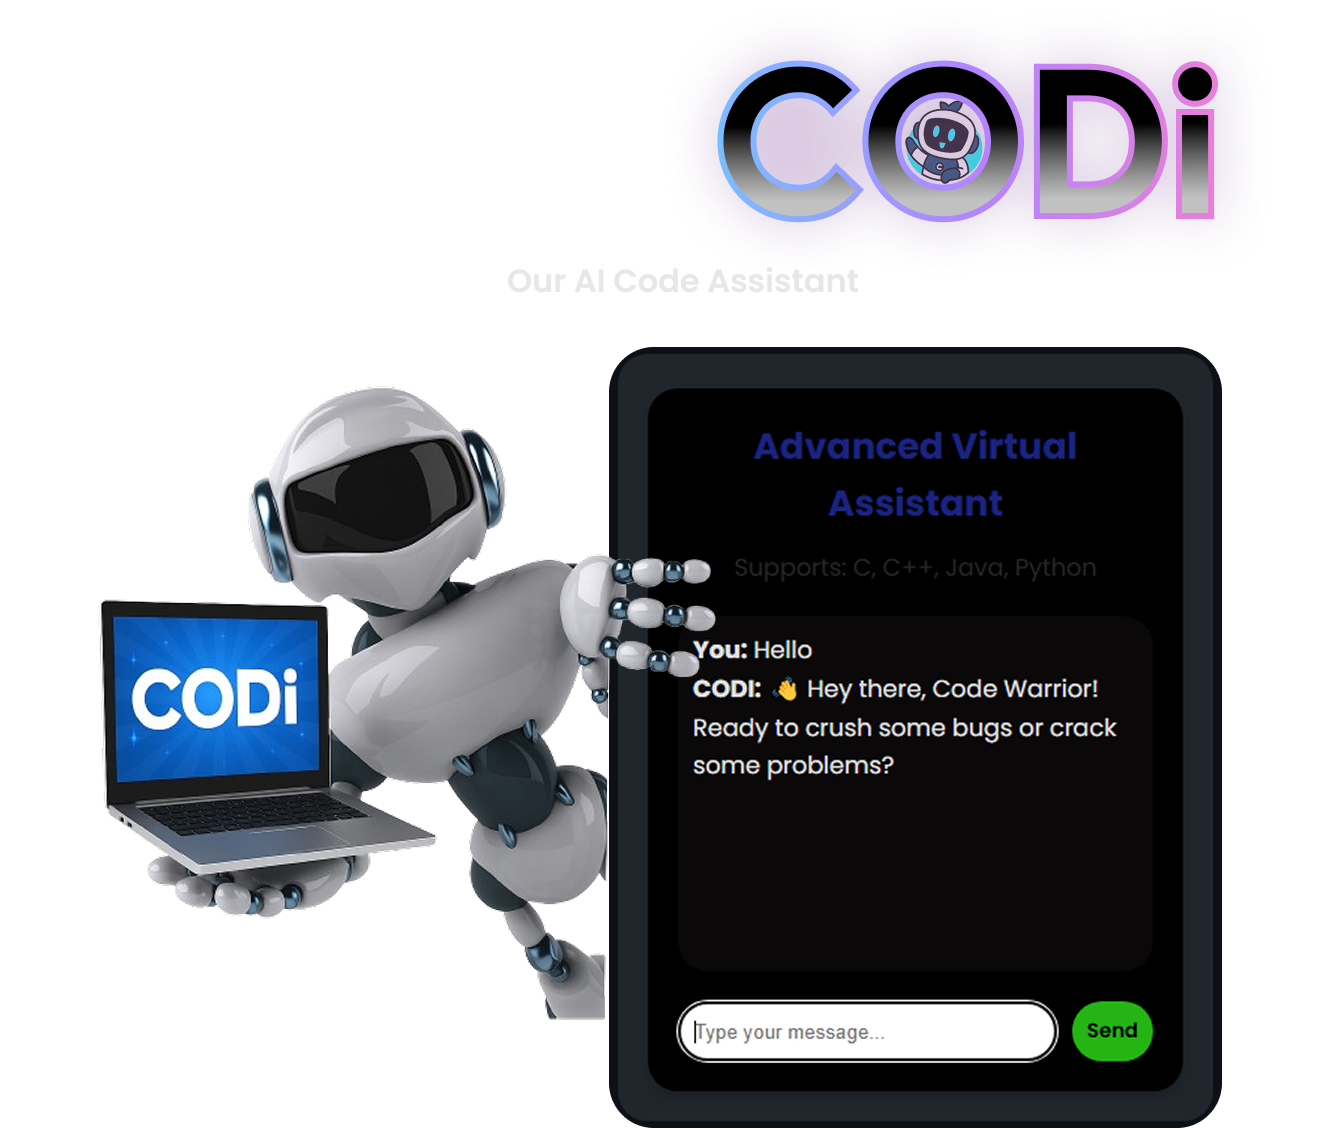 CODi
Our AI Code Assistant
Advanced Virtual
Assistant
Supports: C, C++, Java, Python
You: Hello
CODI: 👋 Hey there, Code Warrior!
Ready to crush some bugs or crack
some problems?
CODi
Type your message...
Send